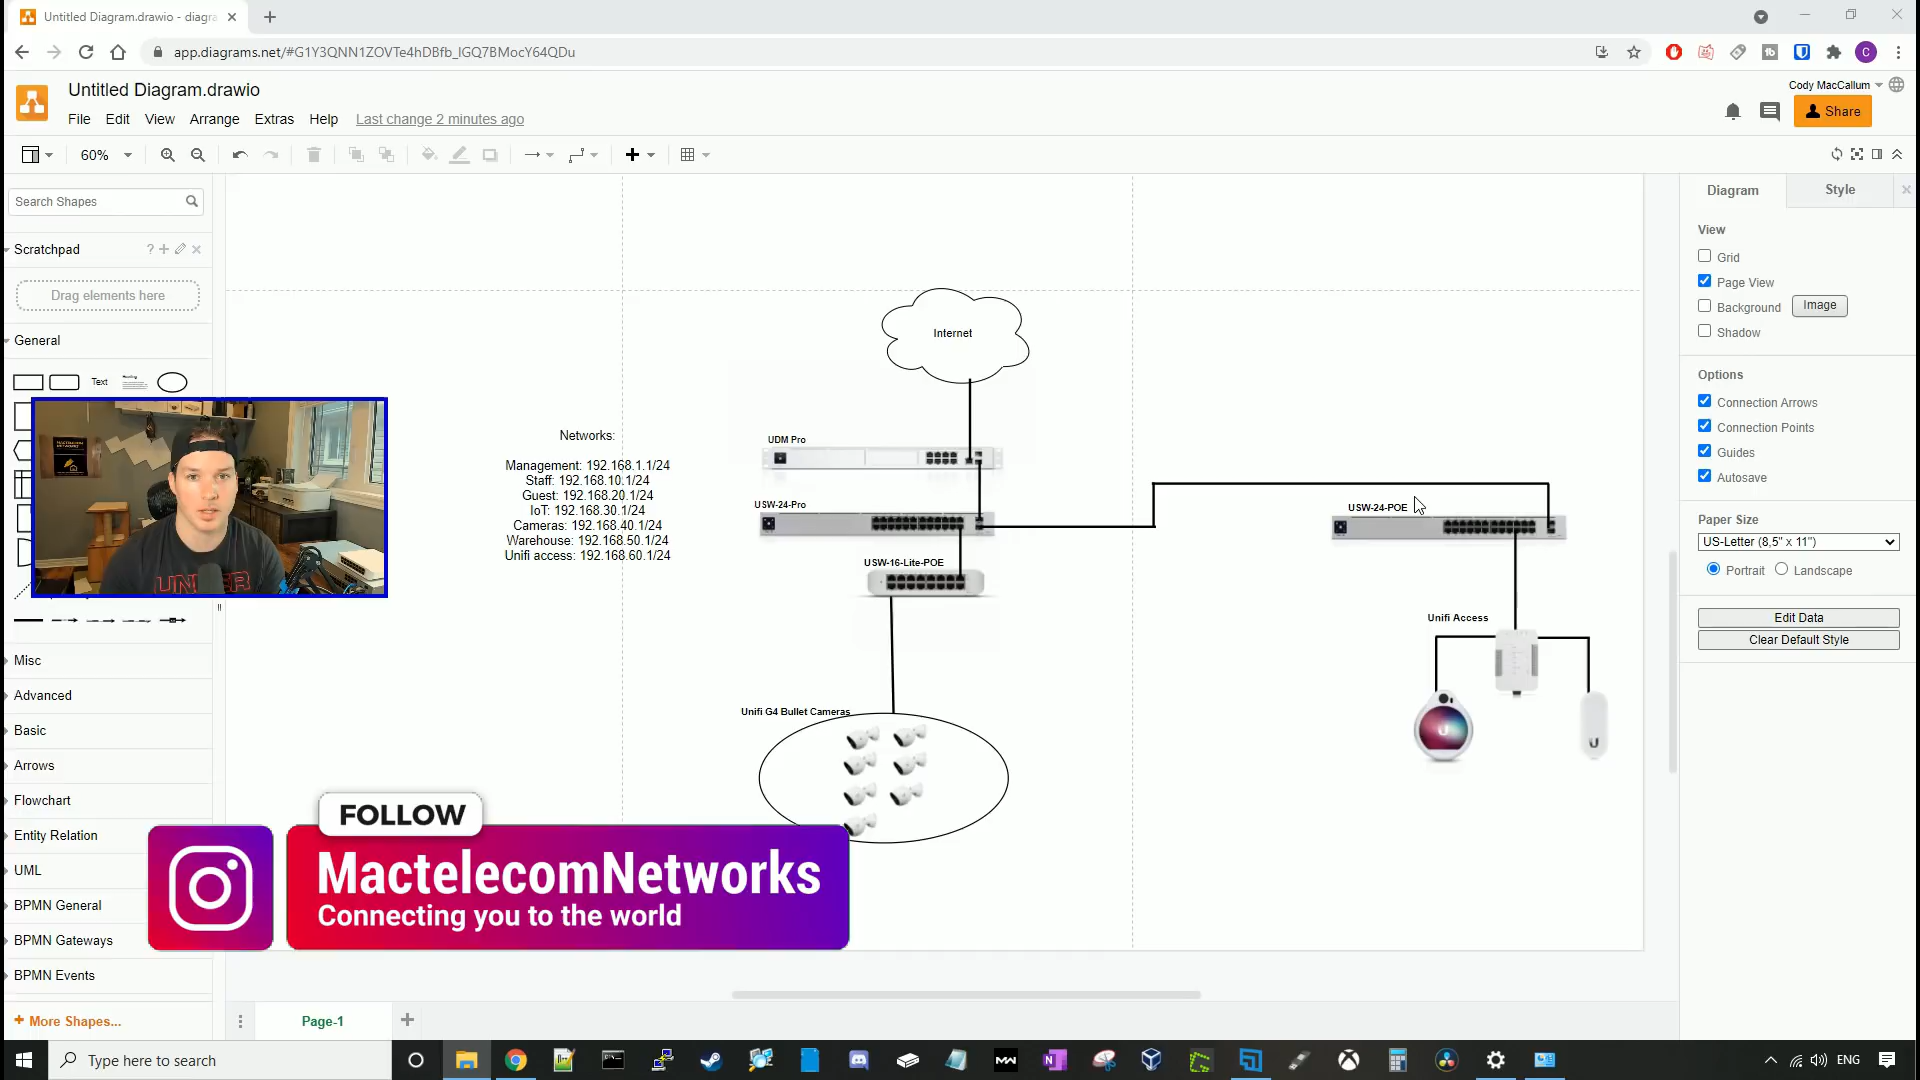 Untitled Diagram.drawio - diagra
app.diagrams.net/#G1Y3QNN1ZOVTe4hDBfb_IGQ7BMocY64QDu
Untitled Diagram.drawio
Cody MacCallum
File Edit View Arrange Extras Help Last change 2 minutes ago
Share
60%
Search Shapes
Scratchpad
Drag elements here
General
Text
Heading
Misc
Advanced
Basic
Arrows
Flowchart
Entity Relation
UML
BPMN General
BPMN Gateways
BPMN Events
+ More Shapes...
Internet
Networks:
Management: 192.168.1.1/24
Staff: 192.168.10.1/24
Guest: 192.168.20.1/24
IoT: 192.168.30.1/24
Cameras: 192.168.40.1/24
Warehouse: 192.168.50.1/24
Unifi access: 192.168.60.1/24
UDM Pro
USW-24-Pro
USW-16-Lite-POE
Unifi G4 Bullet Cameras
USW-24-POE
Unifi Access
FOLLOW
MactelecomNetworks
Connecting you to the world
Page-1
Diagram Style
View
Grid
Page View
Background Image
Shadow
Options
Connection Arrows
Connection Points
Guides
Autosave
Paper Size
US-Letter (8,5" x 11")
Portrait Landscape
Edit Data
Clear Default Style
Type here to search
ENG